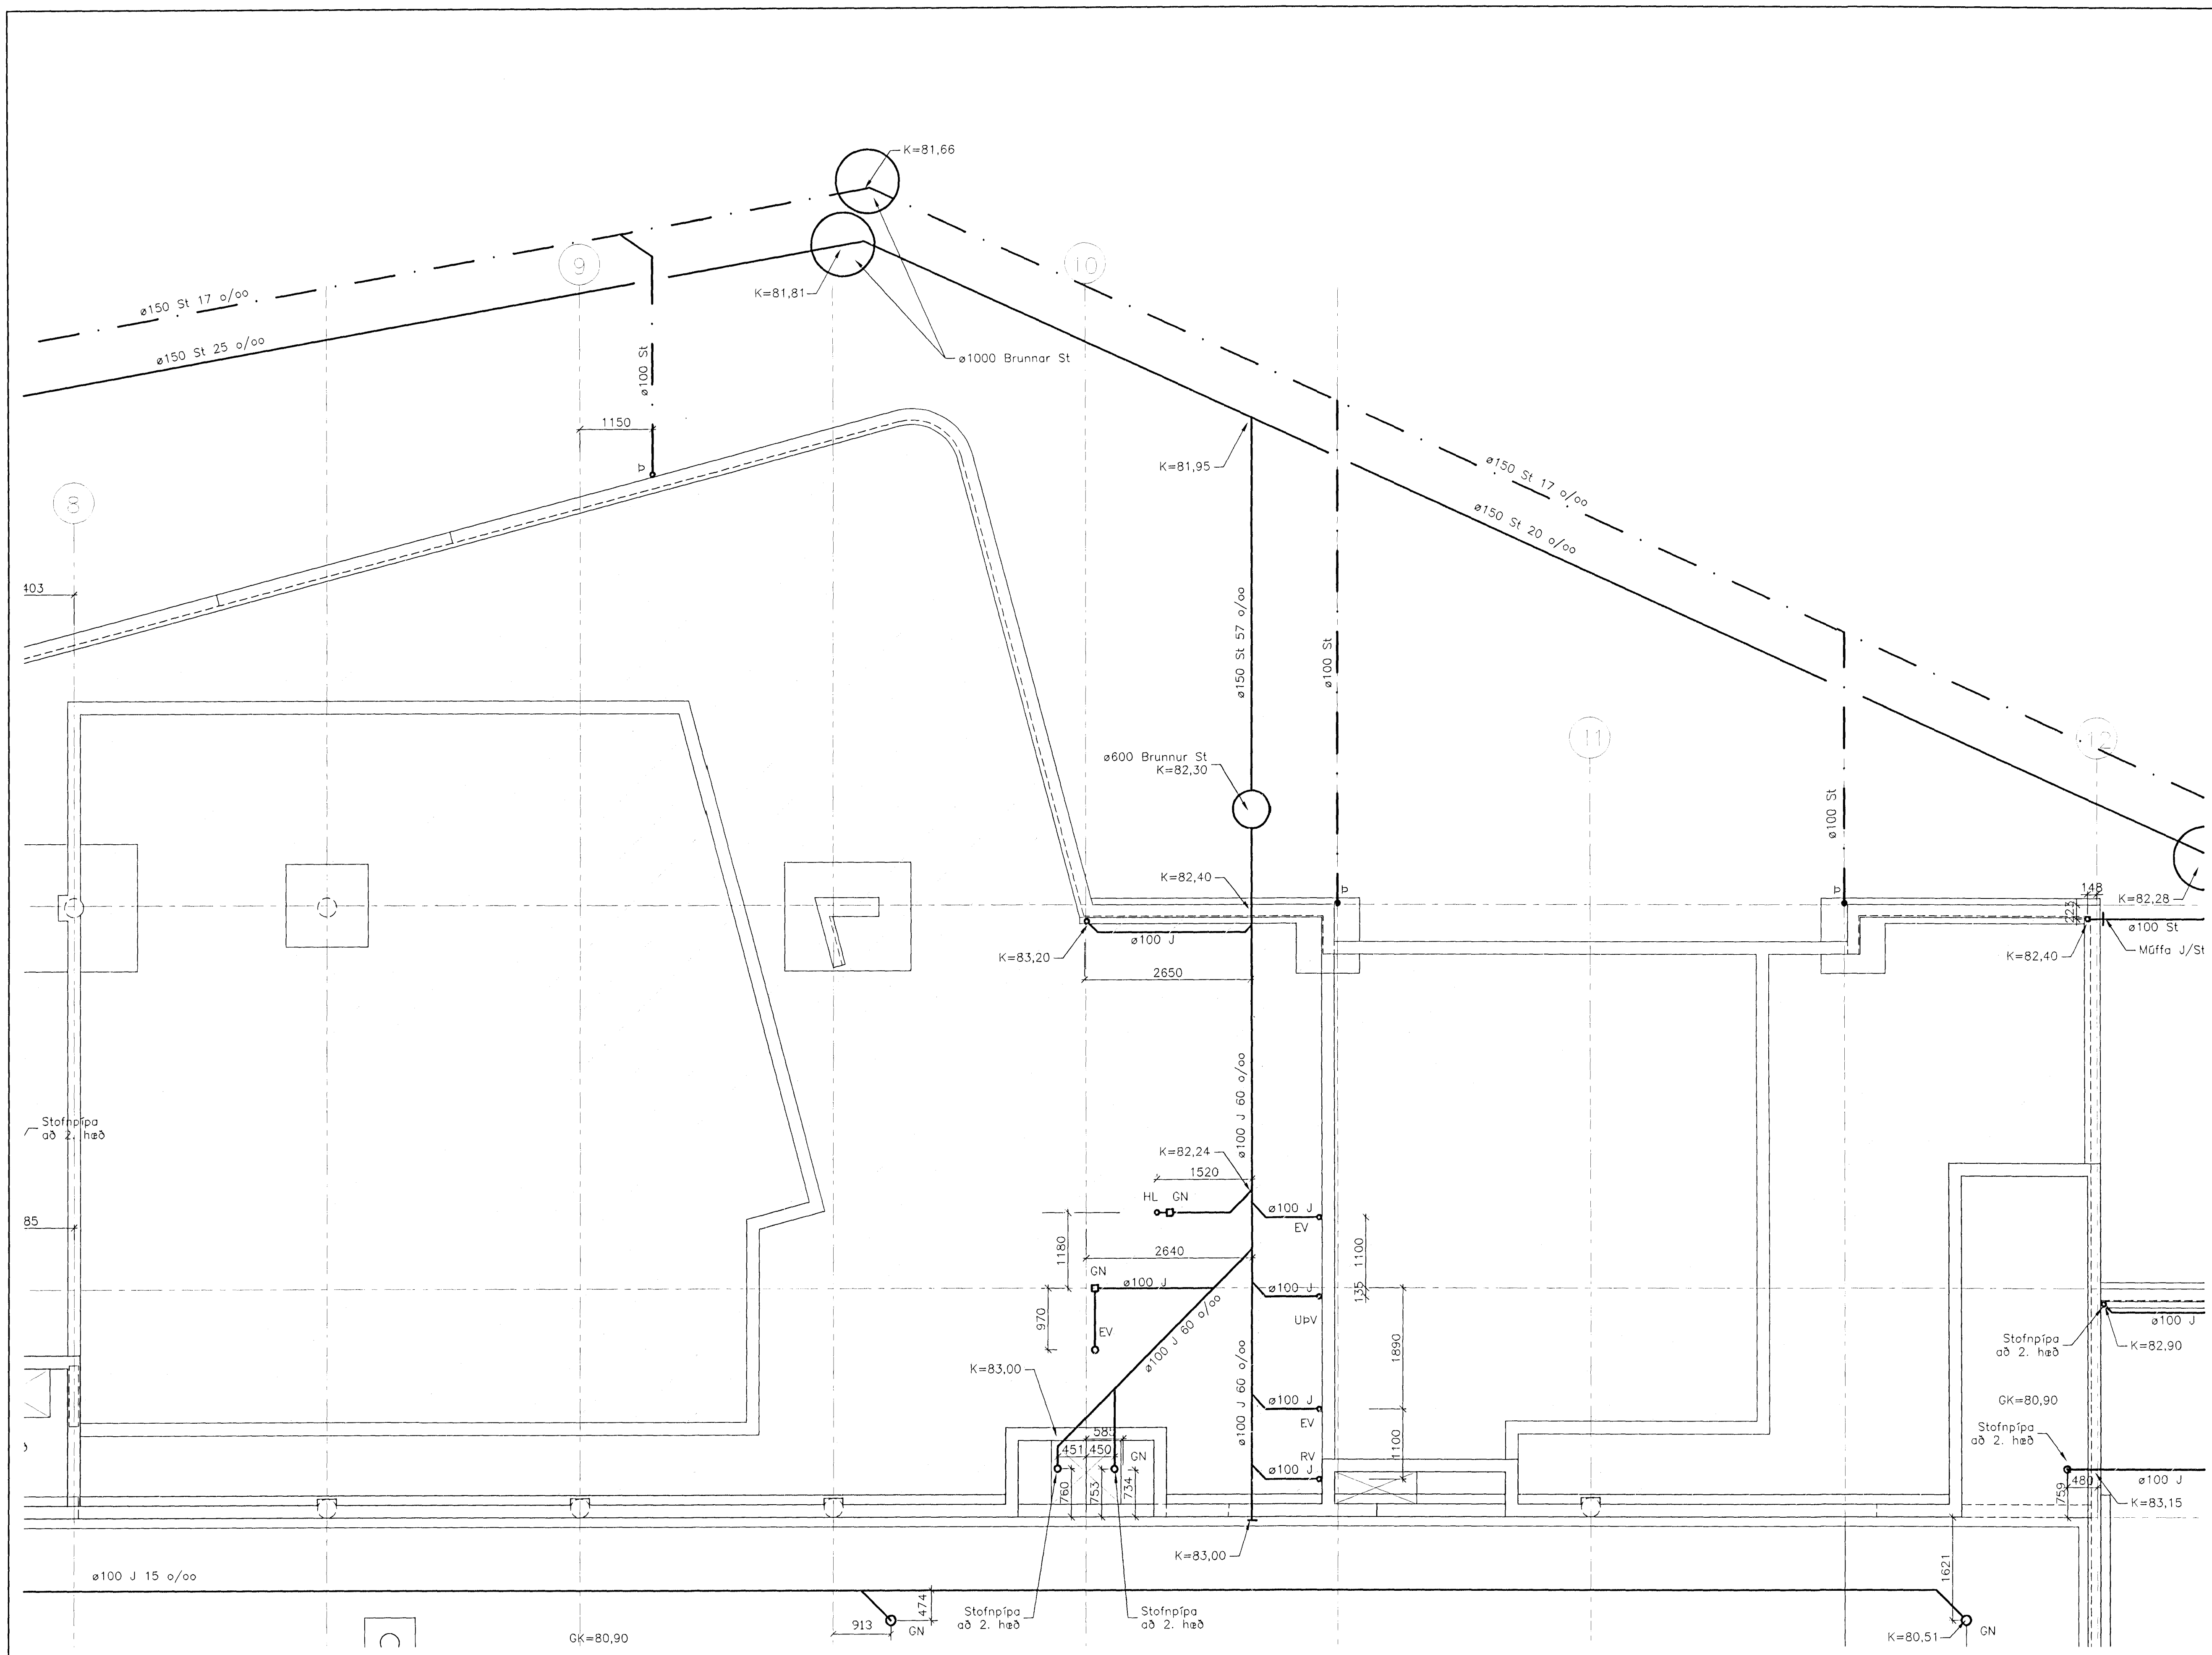 K=81,66
9
10
K=81,81
ø150 St 17 o/oo
ø150 St 25 o/oo
ø1000 Brunnar St
ø100 St
1150
Þ
K=81,95
ø150 St 17 o/oo
ø150 St 20 o/oo
8
403
ø150 St 57 o/oo
ø100 St
11
12
ø600 Brunnur St
K=82,30
ø100 St
K=82,40
Þ
Þ
148
K=82,28
223
ø100 St
Múffa J/St
K=82,40
ø100 J
K=83,20
2650
ø100 J 60 o/oo
Stofnpípa
að 2. hæð
K=82,24
1520
HL GN
ø100 J
EV
85
1180
1100
2640
GN
ø100 J
ø100 J
135
UÞV
970
EV
ø100 J 60 o/oo
1890
ø100 J
Stofnpípa
að 2. hæð
K=82,90
K=83,00
ø100 J 60 o/oo
ø100 J
EV
GK=80,90
Stofnpípa
að 2. hæð
585
451 450
GN
RV
1100
ø100 J
760
753
734
480
ø100 J
759
K=83,15
K=83,00
1621
ø100 J 15 o/oo
474
913
GN
Stofnpípa
að 2. hæð
Stofnpípa
að 2. hæð
GK=80,90
K=80,51
GN